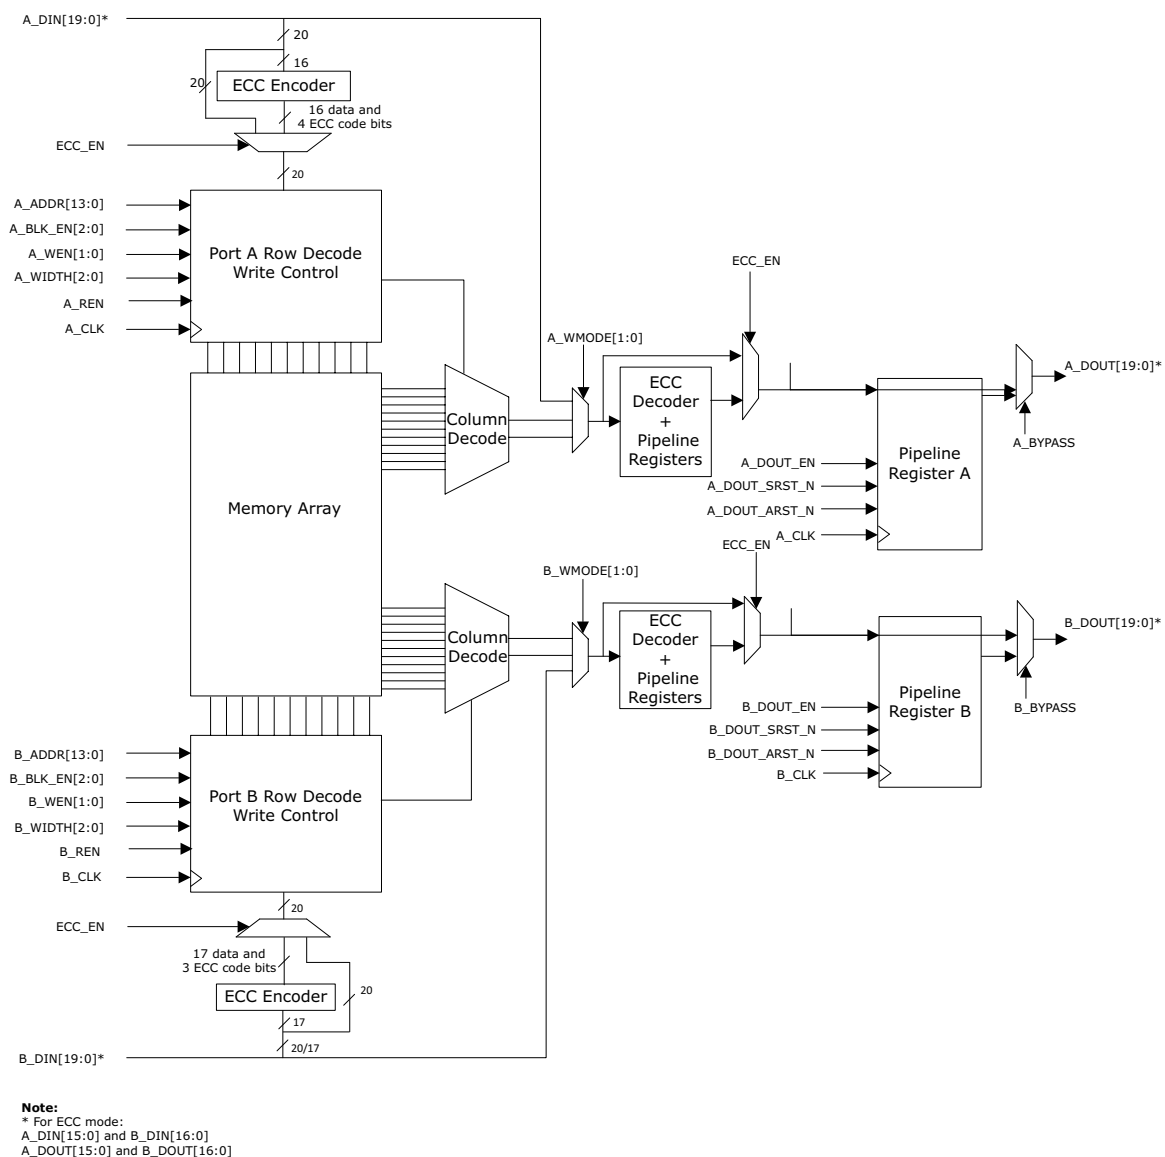 A_DIN[19:0]*
20
16
20
ECC Encoder
16 data and
4 ECC code bits
ECC_EN
20
A_ADDR[13:0]
A_BLK_EN[2:0]
A_WEN[1:0]
A_WIDTH[2:0]
A_REN
A_CLK
Port A Row Decode
Write Control
ECC_EN
A_WMODE[1:0]
Column
Decode
ECC
Decoder
+
Pipeline
Registers
A_DOUT[19:0]*
A_BYPASS
Pipeline
Register A
A_DOUT_EN
A_DOUT_SRST_N
A_DOUT_ARST_N
A_CLK
Memory Array
ECC_EN
B_WMODE[1:0]
Column
Decode
ECC
Decoder
+
Pipeline
Registers
B_DOUT[19:0]*
B_BYPASS
Pipeline
Register B
B_DOUT_EN
B_DOUT_SRST_N
B_DOUT_ARST_N
B_CLK
B_ADDR[13:0]
B_BLK_EN[2:0]
B_WEN[1:0]
B_WIDTH[2:0]
B_REN
B_CLK
Port B Row Decode
Write Control
20
ECC_EN
17 data and
3 ECC code bits
ECC Encoder
20
17
20/17
B_DIN[19:0]*
Note:
* For ECC mode:
A_DIN[15:0] and B_DIN[16:0]
A_DOUT[15:0] and B_DOUT[16:0]